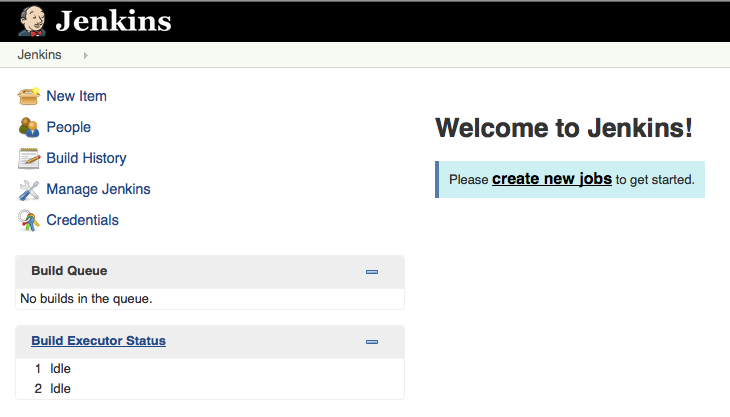 Jenkins
Jenkins
New Item
People
Build History
Manage Jenkins
Credentials
Build Queue
No builds in the queue.
Build Executor Status
1 Idle
2 Idle
Welcome to Jenkins!
Please create new jobs to get started.